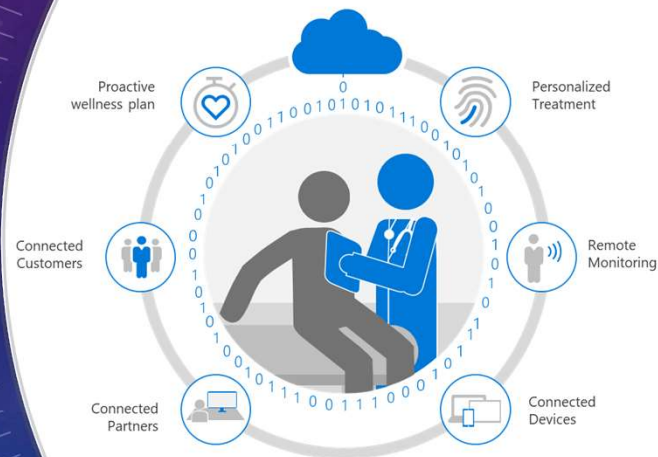 Proactive
wellness plan
Personalized
Treatment
Connected
Customers
Remote
Monitoring
Connected
Partners
Connected
Devices